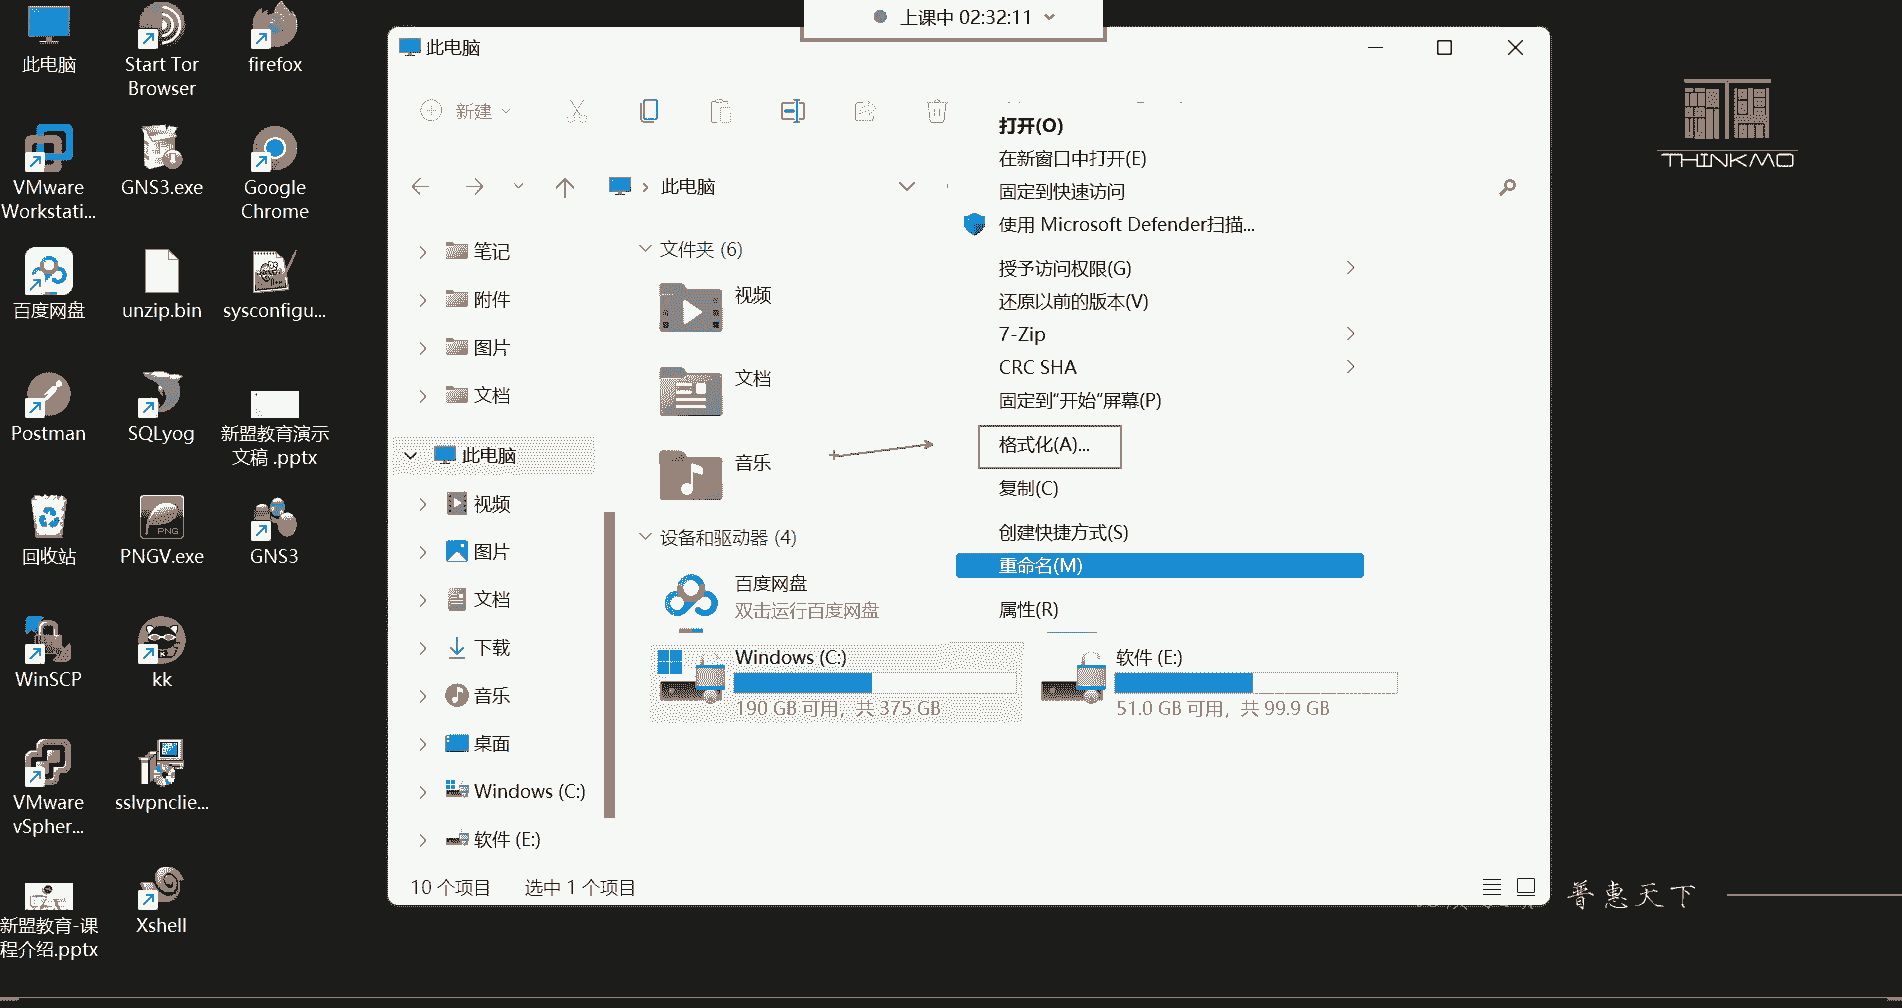 上课中 02:32:11
此电脑
Start Tor
Browser
firefox
VMware
Workstati...
GNS3.exe
Google
Chrome
百度网盘
unzip.bin
sysconfigu...
Postman
SQLyog
新盟教育演示
文稿 .pptx
回收站
PNGV.exe
GNS3
WinSCP
kk
VMware
vSpher...
sslvpnclie...
新盟教育-课
程介绍.pptx
Xshell
此电脑
新建
此电脑
笔记
附件
图片
文档
此电脑
视频
图片
文档
下载
音乐
桌面
Windows (C:)
软件 (E:)
文件夹 (6)
视频
文档
音乐
设备和驱动器 (4)
百度网盘
双击运行百度网盘
Windows (C:)
190 GB 可用，共 375 GB
软件 (E:)
51.0 GB 可用，共 99.9 GB
打开(O)
在新窗口中打开(E)
固定到快速访问
使用 Microsoft Defender扫描...
授予访问权限(G)
还原以前的版本(V)
7-Zip
CRC SHA
固定到"开始"屏幕(P)
格式化(A)...
复制(C)
创建快捷方式(S)
重命名(M)
属性(R)
10 个项目
选中 1 个项目
THINKMO
普惠天下